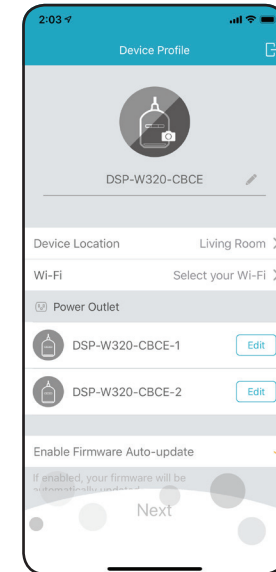 2:03
Device Profile
DSP-W320-CBCE
Device Location Living Room
Wi-Fi Select your Wi-Fi
Power Outlet
DSP-W320-CBCE-1 Edit
DSP-W320-CBCE-2 Edit
Enable Firmware Auto-update
If enabled, your firmware will be
automatically updated
Next